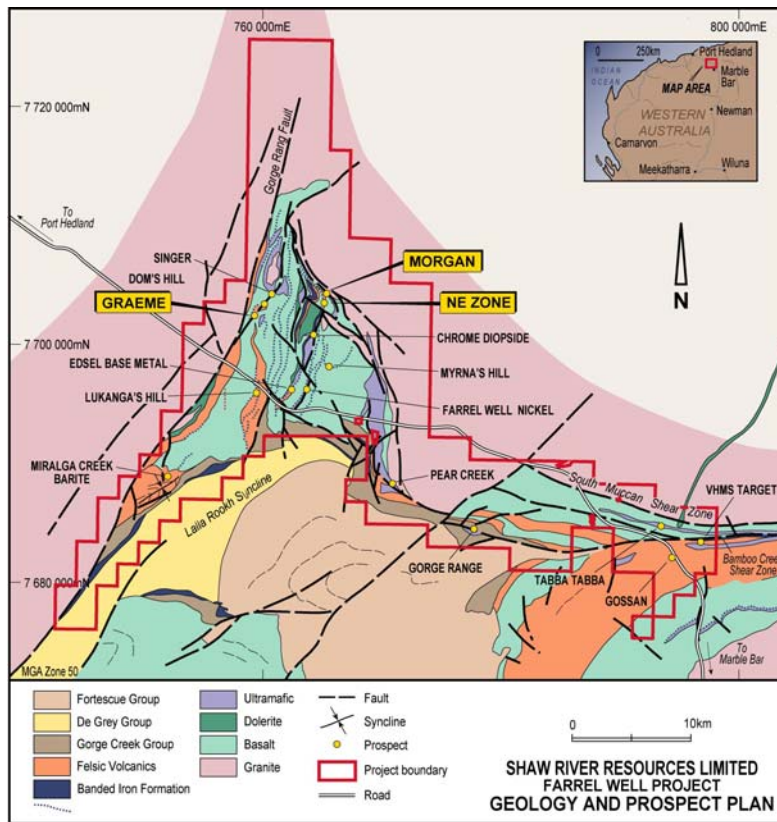 760 000mE
800 000mE
7 720 000mN
0 250km
Port Hedland
INDIAN
OCEAN
Marble
Bar
MAP AREA
WESTERN
AUSTRALIA
Newman
Carnarvon
Meekatharra
Wiluna
Gorge Rang Fault
To
Port Hedland
N
SINGER
DOM'S HILL
GRAEME
MORGAN
NE ZONE
7 700 000mN
CHROME DIOPSIDE
EDSEL BASE METAL
MYRNA'S HILL
LUKANGA'S HILL
FARREL WELL NICKEL
MIRALGA CREEK
BARITE
Lalla Rookh Syncline
PEAR CREEK
South Muccan Shear Zone
VHMS TARGET
GORGE RANGE
Bamboo Creek
Shear Zone
7 680 000mN
TABBA TABBA
GOSSAN
To
Marble Bar
MGA Zone 50
Fortescue Group
De Grey Group
Gorge Creek Group
Felsic Volcanics
Banded Iron Formation
Ultramafic
Dolerite
Basalt
Granite
Fault
Syncline
Prospect
Project boundary
Road
0 10km
SHAW RIVER RESOURCES LIMITED
FARREL WELL PROJECT
GEOLOGY AND PROSPECT PLAN